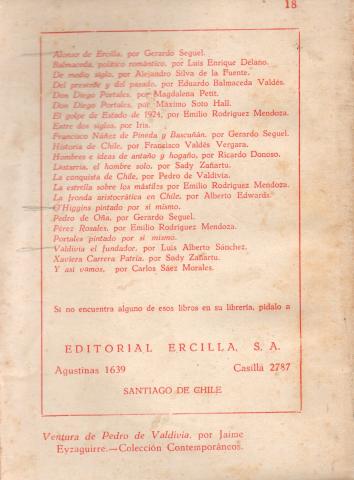 18
Alonso de Ercilla, por Gerardo Seguel.
Balmaceda, político romántico, por Luis Enrique Délano.
De medio siglo, por Alejandro Silva de la Fuente.
Del presente y del pasado, por Eduardo Balmaceda Valdés.
Don Diego Portales, por Magdalena Petit.
Don Diego Portales, por Máximo Soto Hall.
El golpe de Estado de 1924, por Emilio Rodríguez Mendoza.
Entre dos siglos, por Iris.
Francisco Núñez de Pineda y Bascuñán, por Gerardo Seguel.
Historia de Chile, por Francisco Valdés Vergara.
Hombres e ideas de antaño y hogaño, por Ricardo Donoso.
Lastarria, el hombre solo, por Sady Zañartu.
La conquista de Chile, por Pedro de Valdivia.
La estrella sobre los mástiles por Emilio Rodríguez Mendoza.
La fronda aristocrática en Chile, por Alberto Edwards.
O'Higgins pintado por sí mismo.
Pedro de Oña, por Gerardo Seguel.
Pérez Rosales, por Emilio Rodríguez Mendoza.
Portales pintado por sí mismo.
Valdivia el fundador, por Luis Alberto Sánchez.
Xaviera Carrera Patria, por Sady Zañartu.
Y así vamos, por Carlos Sáez Morales.
Si no encuentra alguno de esos libros en su librería, pídalo a
EDITORIAL ERCILLA, S. A.
Agustinas 1639 Casilla 2787
SANTIAGO DE CHILE
Ventura de Pedro de Valdivia, por Jaime
Eyzaguirre.—Colección Contemporáneos.